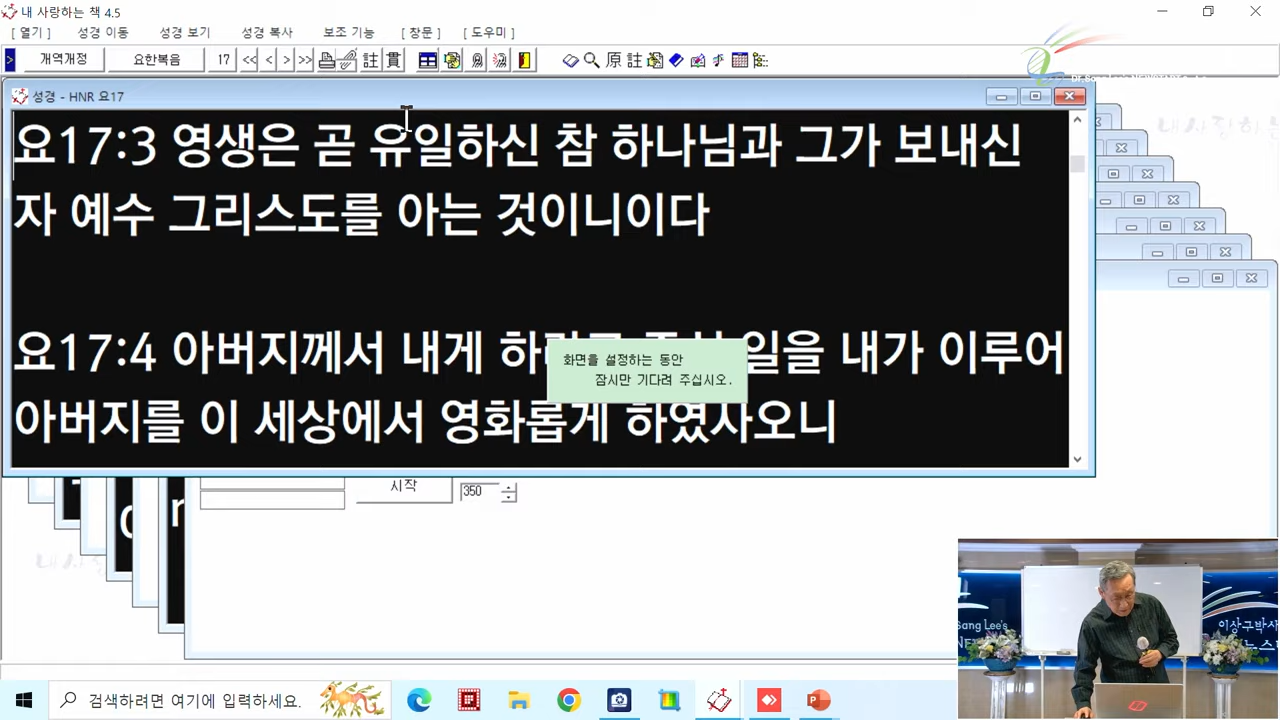 내 사랑하는 책 4.5
[ 열기 ] 성경 이동 성경 보기 성경 복사 보조 기능 [ 창문 ] [ 도우미 ]
> 개역개정 요한복음 17 << < > >> 註 貫 原 註
성경 - HNR 요17
요17:3 영생은 곧 유일하신 참 하나님과 그가 보내신
자 예수 그리스도를 아는 것이니이다
요17:4 아버지께서 내게 일을 내가 이루어
아버지를 이 세상에서 영화롭게 하였사오니
화면을 설정하는 동안
잠시만 기다려 주십시오.
시작 350
Sang Lee's
이상구박사
검색하려면 여기에 입력하세요.